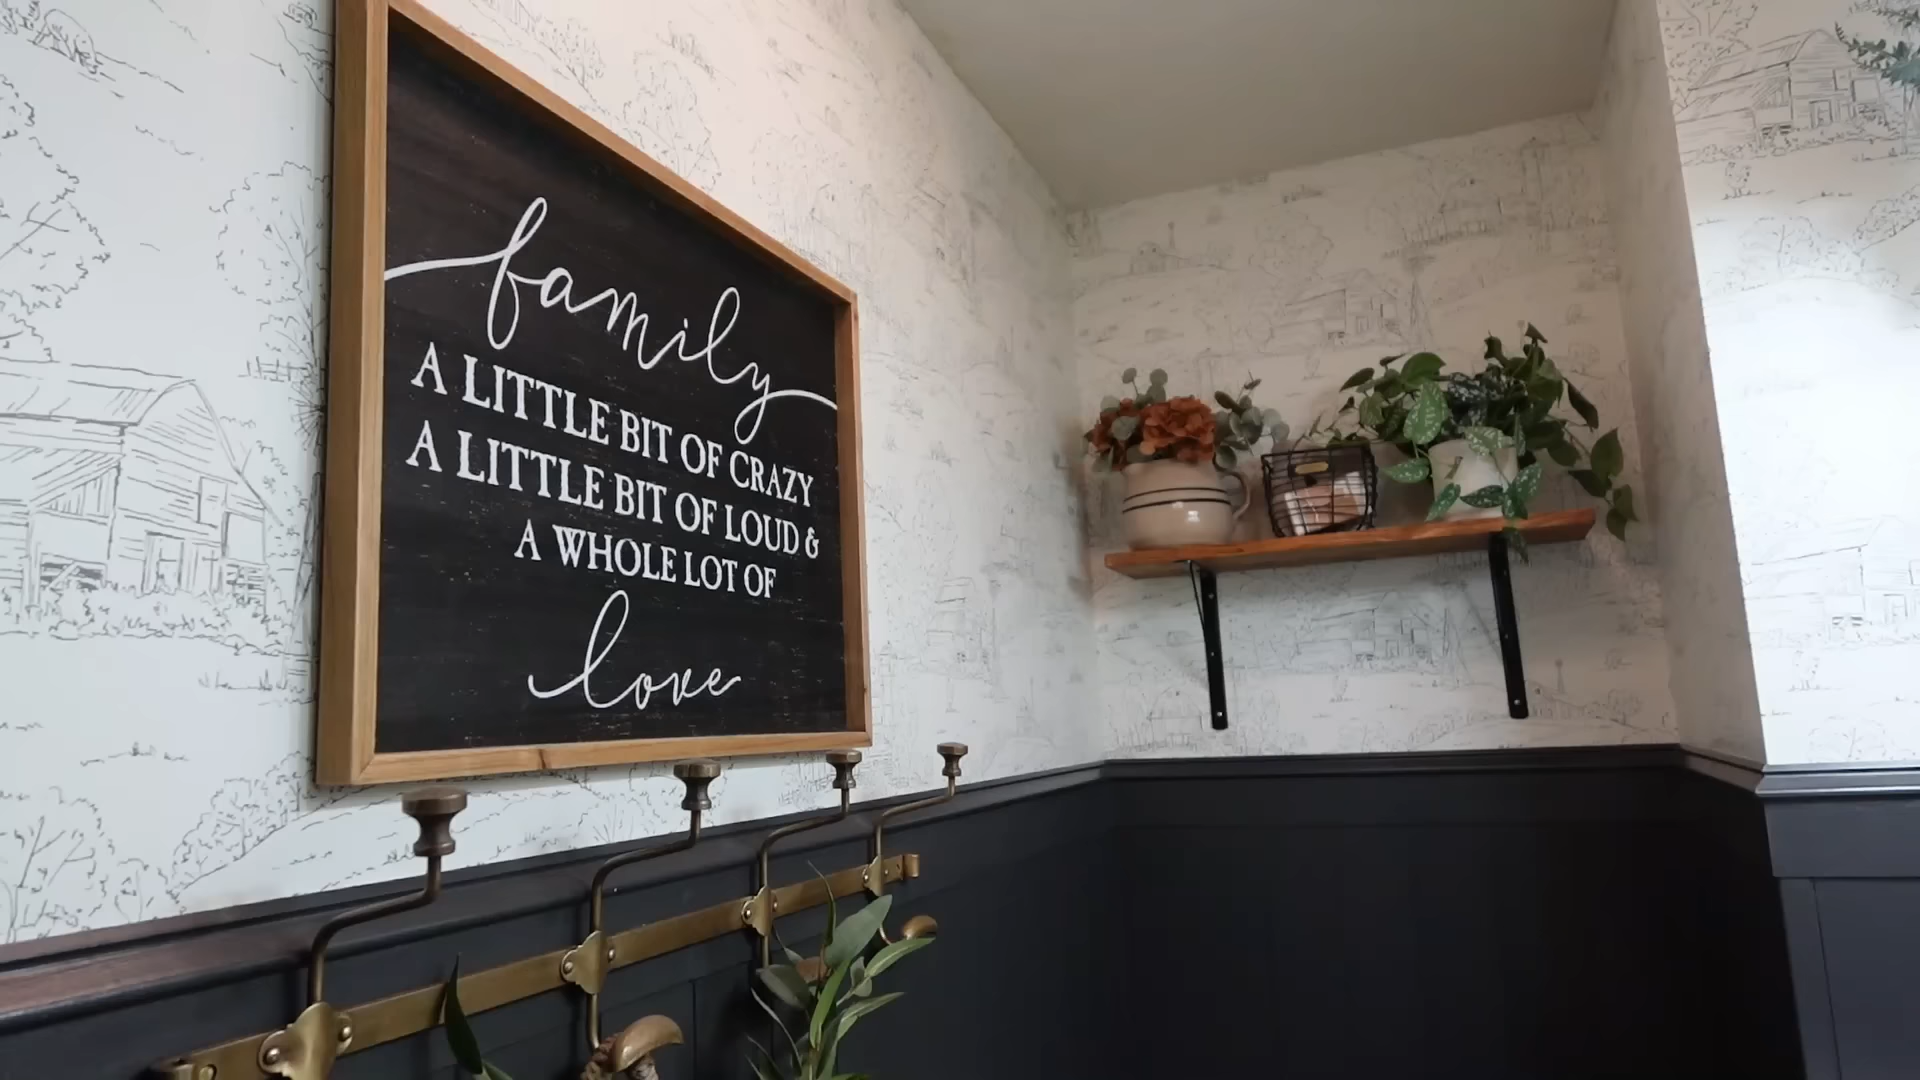 family
A LITTLE BIT OF CRAZY
A LITTLE BIT OF LOUD &
A WHOLE LOT OF
love